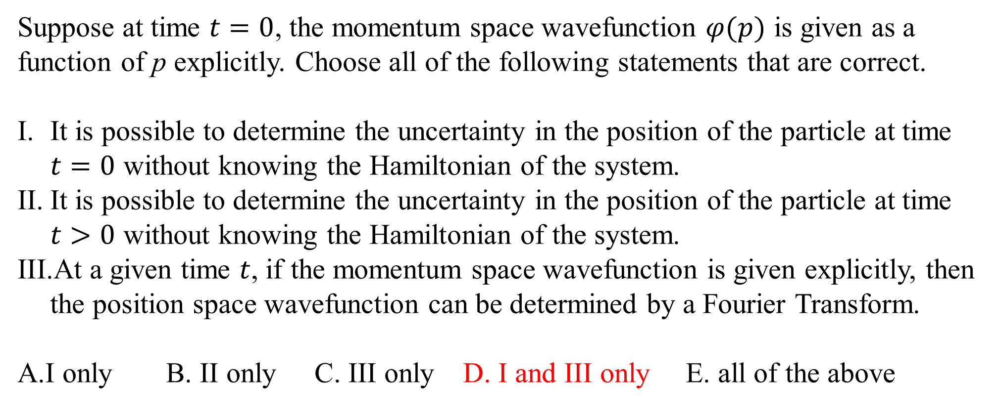 Suppose at time t = 0, the momentum space wavefunction φ(p) is given as a
function of p explicitly. Choose all of the following statements that are correct.
I. It is possible to determine the uncertainty in the position of the particle at time
t = 0 without knowing the Hamiltonian of the system.
II. It is possible to determine the uncertainty in the position of the particle at time
t > 0 without knowing the Hamiltonian of the system.
III.At a given time t, if the momentum space wavefunction is given explicitly, then
the position space wavefunction can be determined by a Fourier Transform.
A.I only B. II only C. III only D. I and III only E. all of the above